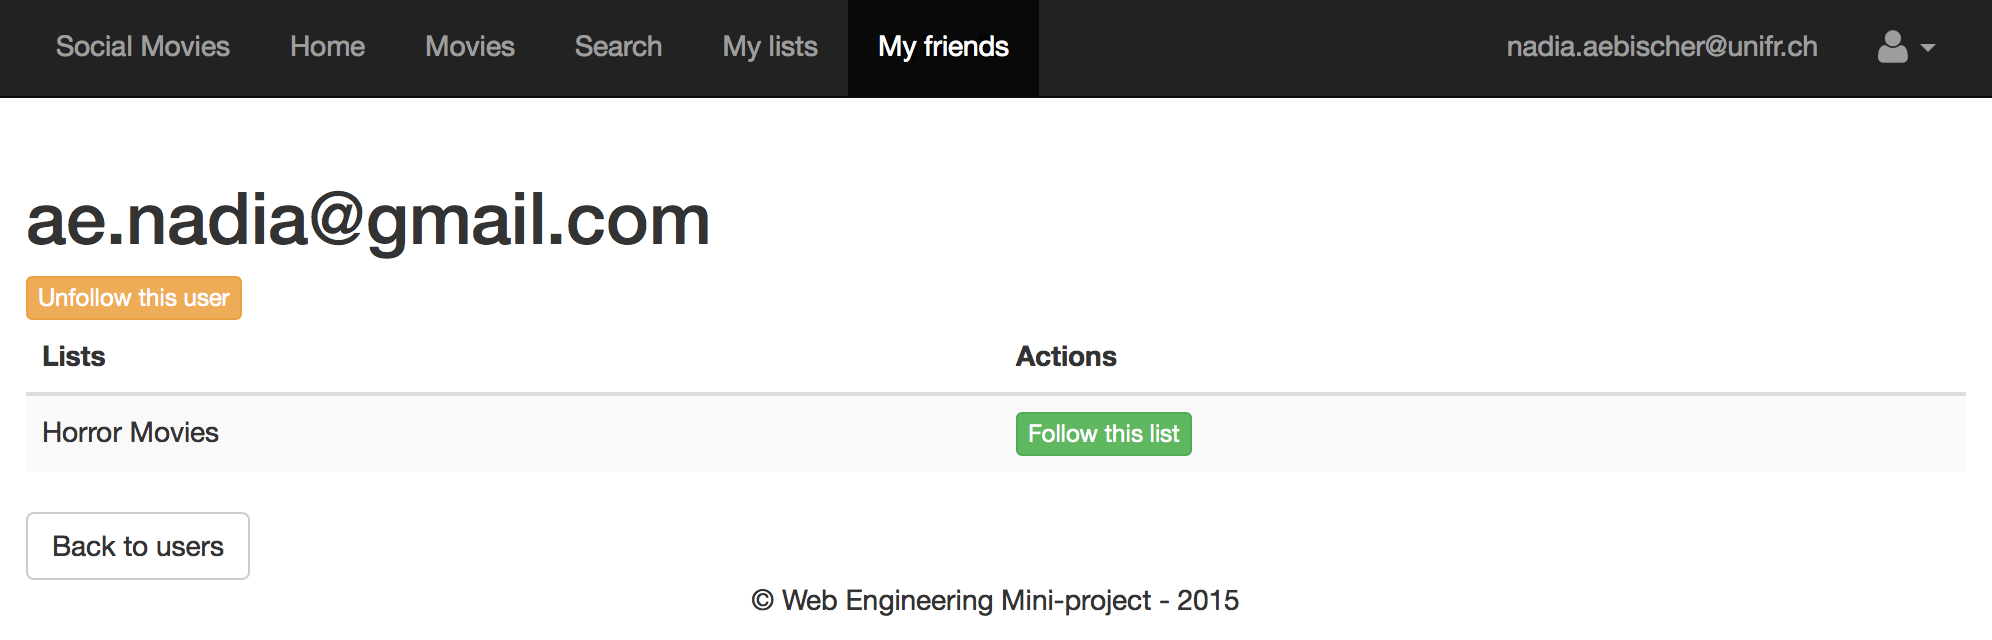 Social Movies Home Movies Search My lists My friends nadia.aebischer@unifr.ch
ae.nadia@gmail.com
Unfollow this user
Lists Actions
Horror Movies Follow this list
Back to users
© Web Engineering Mini-project - 2015